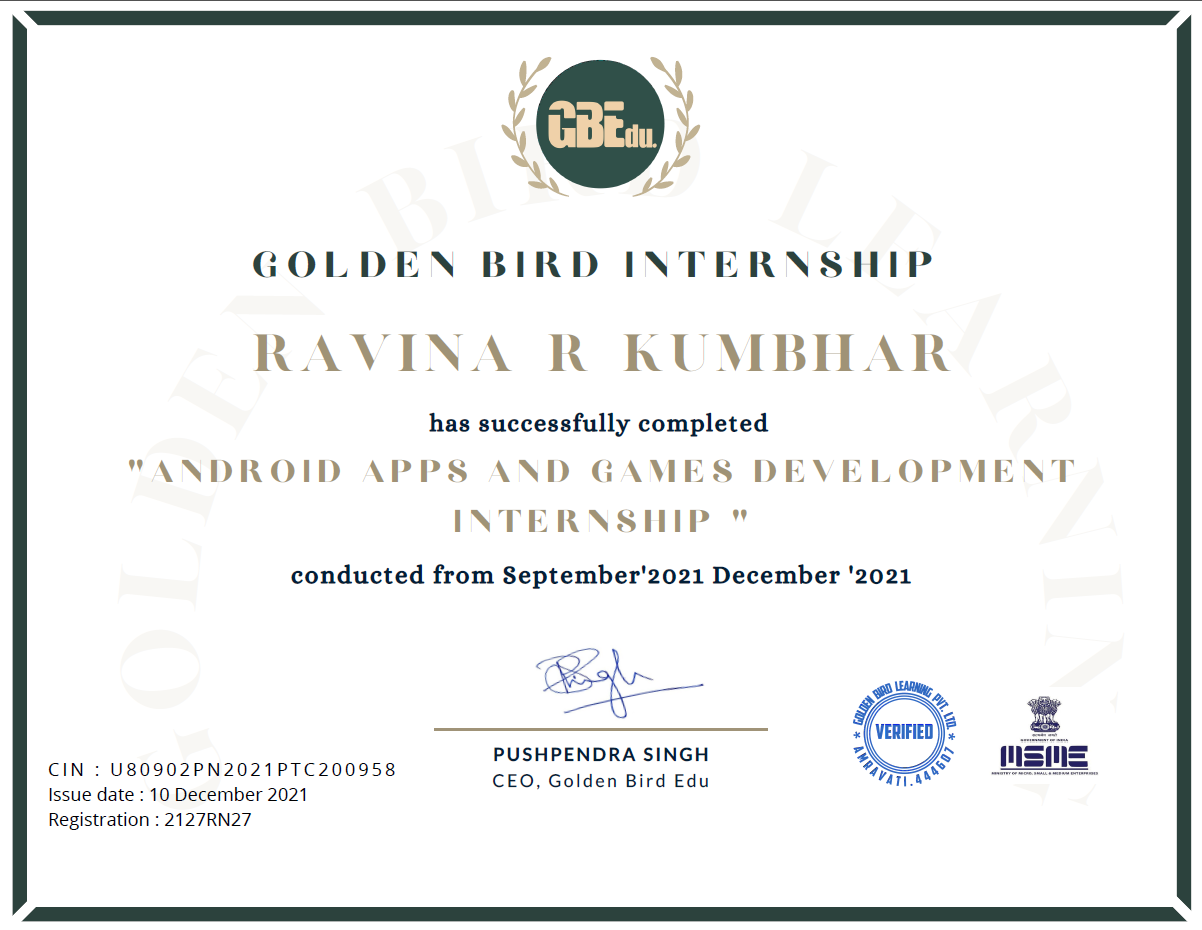 GBEdu.
GOLDEN BIRD LEARNING
GOLDEN BIRD INTERNSHIP
RAVINA R KUMBHAR
has successfully completed
"ANDROID APPS AND GAMES DEVELOPMENT
INTERNSHIP "
conducted from September'2021 December '2021
PUSHPENDRA SINGH
CEO, Golden Bird Edu
CIN : U80902PN2021PTC200958
Issue date : 10 December 2021
Registration : 2127RN27
GOLDEN BIRD LEARNING PVT. LTD.
VERIFIED
* AMRAVATI.444607 *
सत्यमेव जयते
GOVERNMENT OF INDIA
MSME
MINISTRY OF MICRO, SMALL & MEDIUM ENTERPRISES